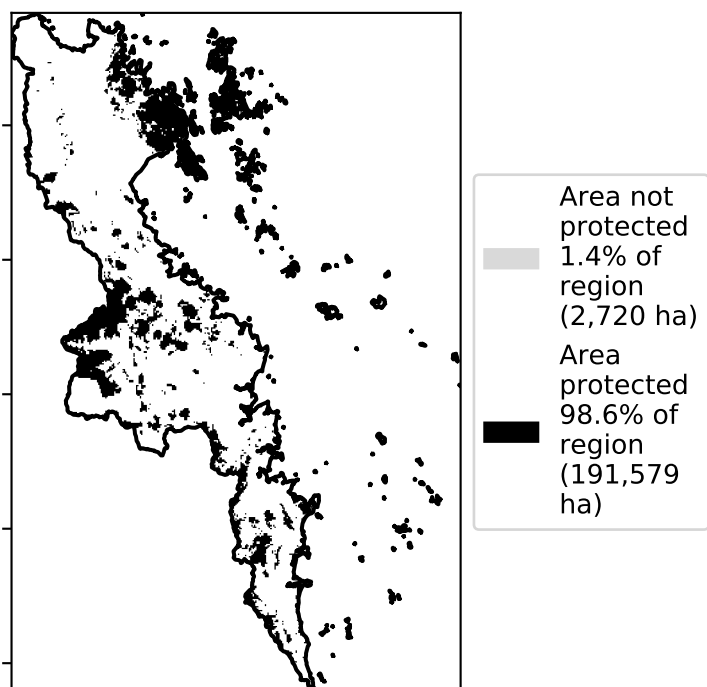 Area not
protected
1.4% of
region
(2,720 ha)
Area
protected
98.6% of
region
(191,579
ha)